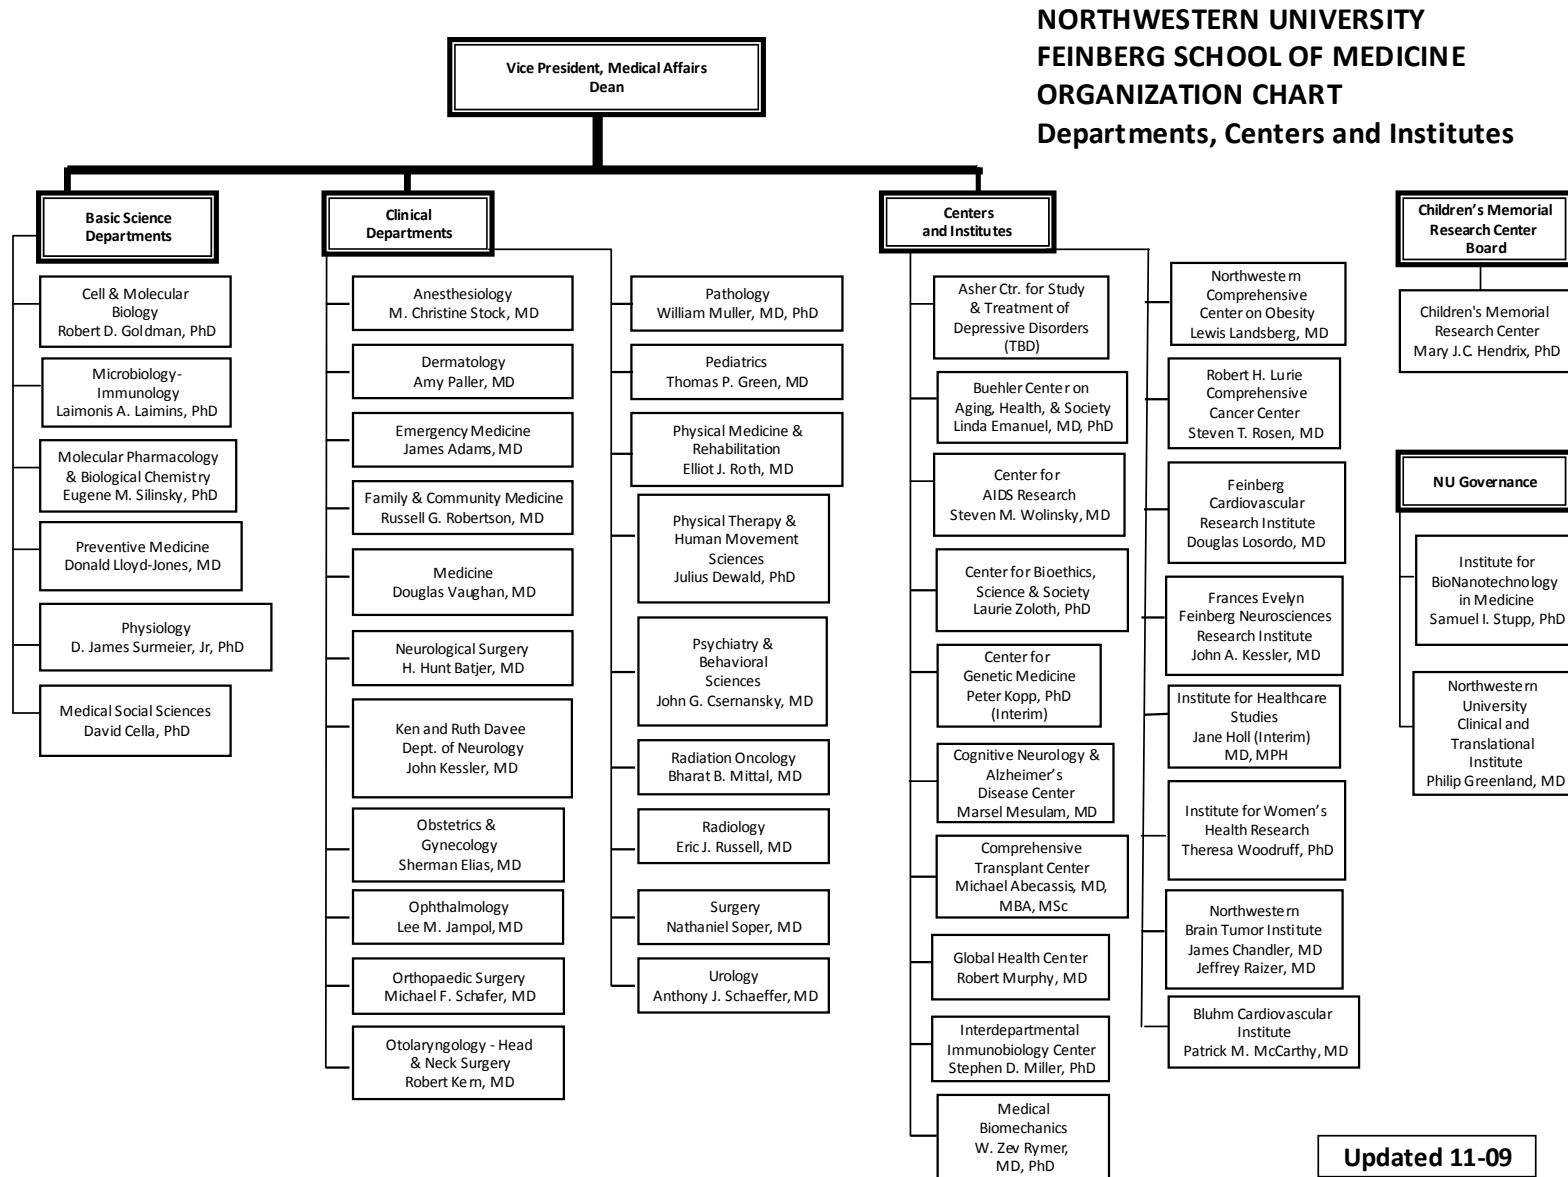 NORTHWESTERN UNIVERSITY
FEINBERG SCHOOL OF MEDICINE
ORGANIZATION CHART
Departments, Centers and Institutes
Vice President, Medical Affairs
Dean
Basic Science
Departments
Cell & Molecular
Biology
Robert D. Goldman, PhD
Microbiology-
Immunology
Laimonis A. Laimins, PhD
Molecular Pharmacology
& Biological Chemistry
Eugene M. Silinsky, PhD
Preventive Medicine
Donald Lloyd-Jones, MD
Physiology
D. James Surmeier, Jr, PhD
Medical Social Sciences
David Cella, PhD
Clinical
Departments
Anesthesiology
M. Christine Stock, MD
Dermatology
Amy Paller, MD
Emergency Medicine
James Adams, MD
Family & Community Medicine
Russell G. Robertson, MD
Medicine
Douglas Vaughan, MD
Neurological Surgery
H. Hunt Batjer, MD
Ken and Ruth Davee
Dept. of Neurology
John Kessler, MD
Obstetrics &
Gynecology
Sherman Elias, MD
Ophthalmology
Lee M. Jampol, MD
Orthopaedic Surgery
Michael F. Schafer, MD
Otolaryngology - Head
& Neck Surgery
Robert Kern, MD
Pathology
William Muller, MD, PhD
Pediatrics
Thomas P. Green, MD
Physical Medicine &
Rehabilitation
Elliot J. Roth, MD
Physical Therapy &
Human Movement
Sciences
Julius Dewald, PhD
Psychiatry &
Behavioral
Sciences
John G. Csernansky, MD
Radiation Oncology
Bharat B. Mittal, MD
Radiology
Eric J. Russell, MD
Surgery
Nathaniel Soper, MD
Urology
Anthony J. Schaeffer, MD
Centers
and Institutes
Asher Ctr. for Study
& Treatment of
Depressive Disorders
(TBD)
Buehler Center on
Aging, Health, & Society
Linda Emanuel, MD, PhD
Center for
AIDS Research
Steven M. Wolinsky, MD
Center for Bioethics,
Science & Society
Laurie Zoloth, PhD
Center for
Genetic Medicine
Peter Kopp, PhD
(Interim)
Cognitive Neurology &
Alzheimer's
Disease Center
Marsel Mesulam, MD
Comprehensive
Transplant Center
Michael Abecassis, MD,
MBA, MSc
Global Health Center
Robert Murphy, MD
Interdepartmental
Immunobiology Center
Stephen D. Miller, PhD
Medical
Biomechanics
W. Zev Rymer,
MD, PhD
Northwestern
Comprehensive
Center on Obesity
Lewis Landsberg, MD
Robert H. Lurie
Comprehensive
Cancer Center
Steven T. Rosen, MD
Feinberg
Cardiovascular
Research Institute
Douglas Losordo, MD
Frances Evelyn
Feinberg Neurosciences
Research Institute
John A. Kessler, MD
Institute for Healthcare
Studies
Jane Holl (Interim)
MD, MPH
Institute for Women's
Health Research
Theresa Woodruff, PhD
Northwestern
Brain Tumor Institute
James Chandler, MD
Jeffrey Raizer, MD
Bluhm Cardiovascular
Institute
Patrick M. McCarthy, MD
Children's Memorial
Research Center
Board
Children's Memorial
Research Center
Mary J.C. Hendrix, PhD
NU Governance
Institute for
BioNanotechnology
in Medicine
Samuel I. Stupp, PhD
Northwestern
University
Clinical and
Translational
Institute
Philip Greenland, MD
Updated 11-09